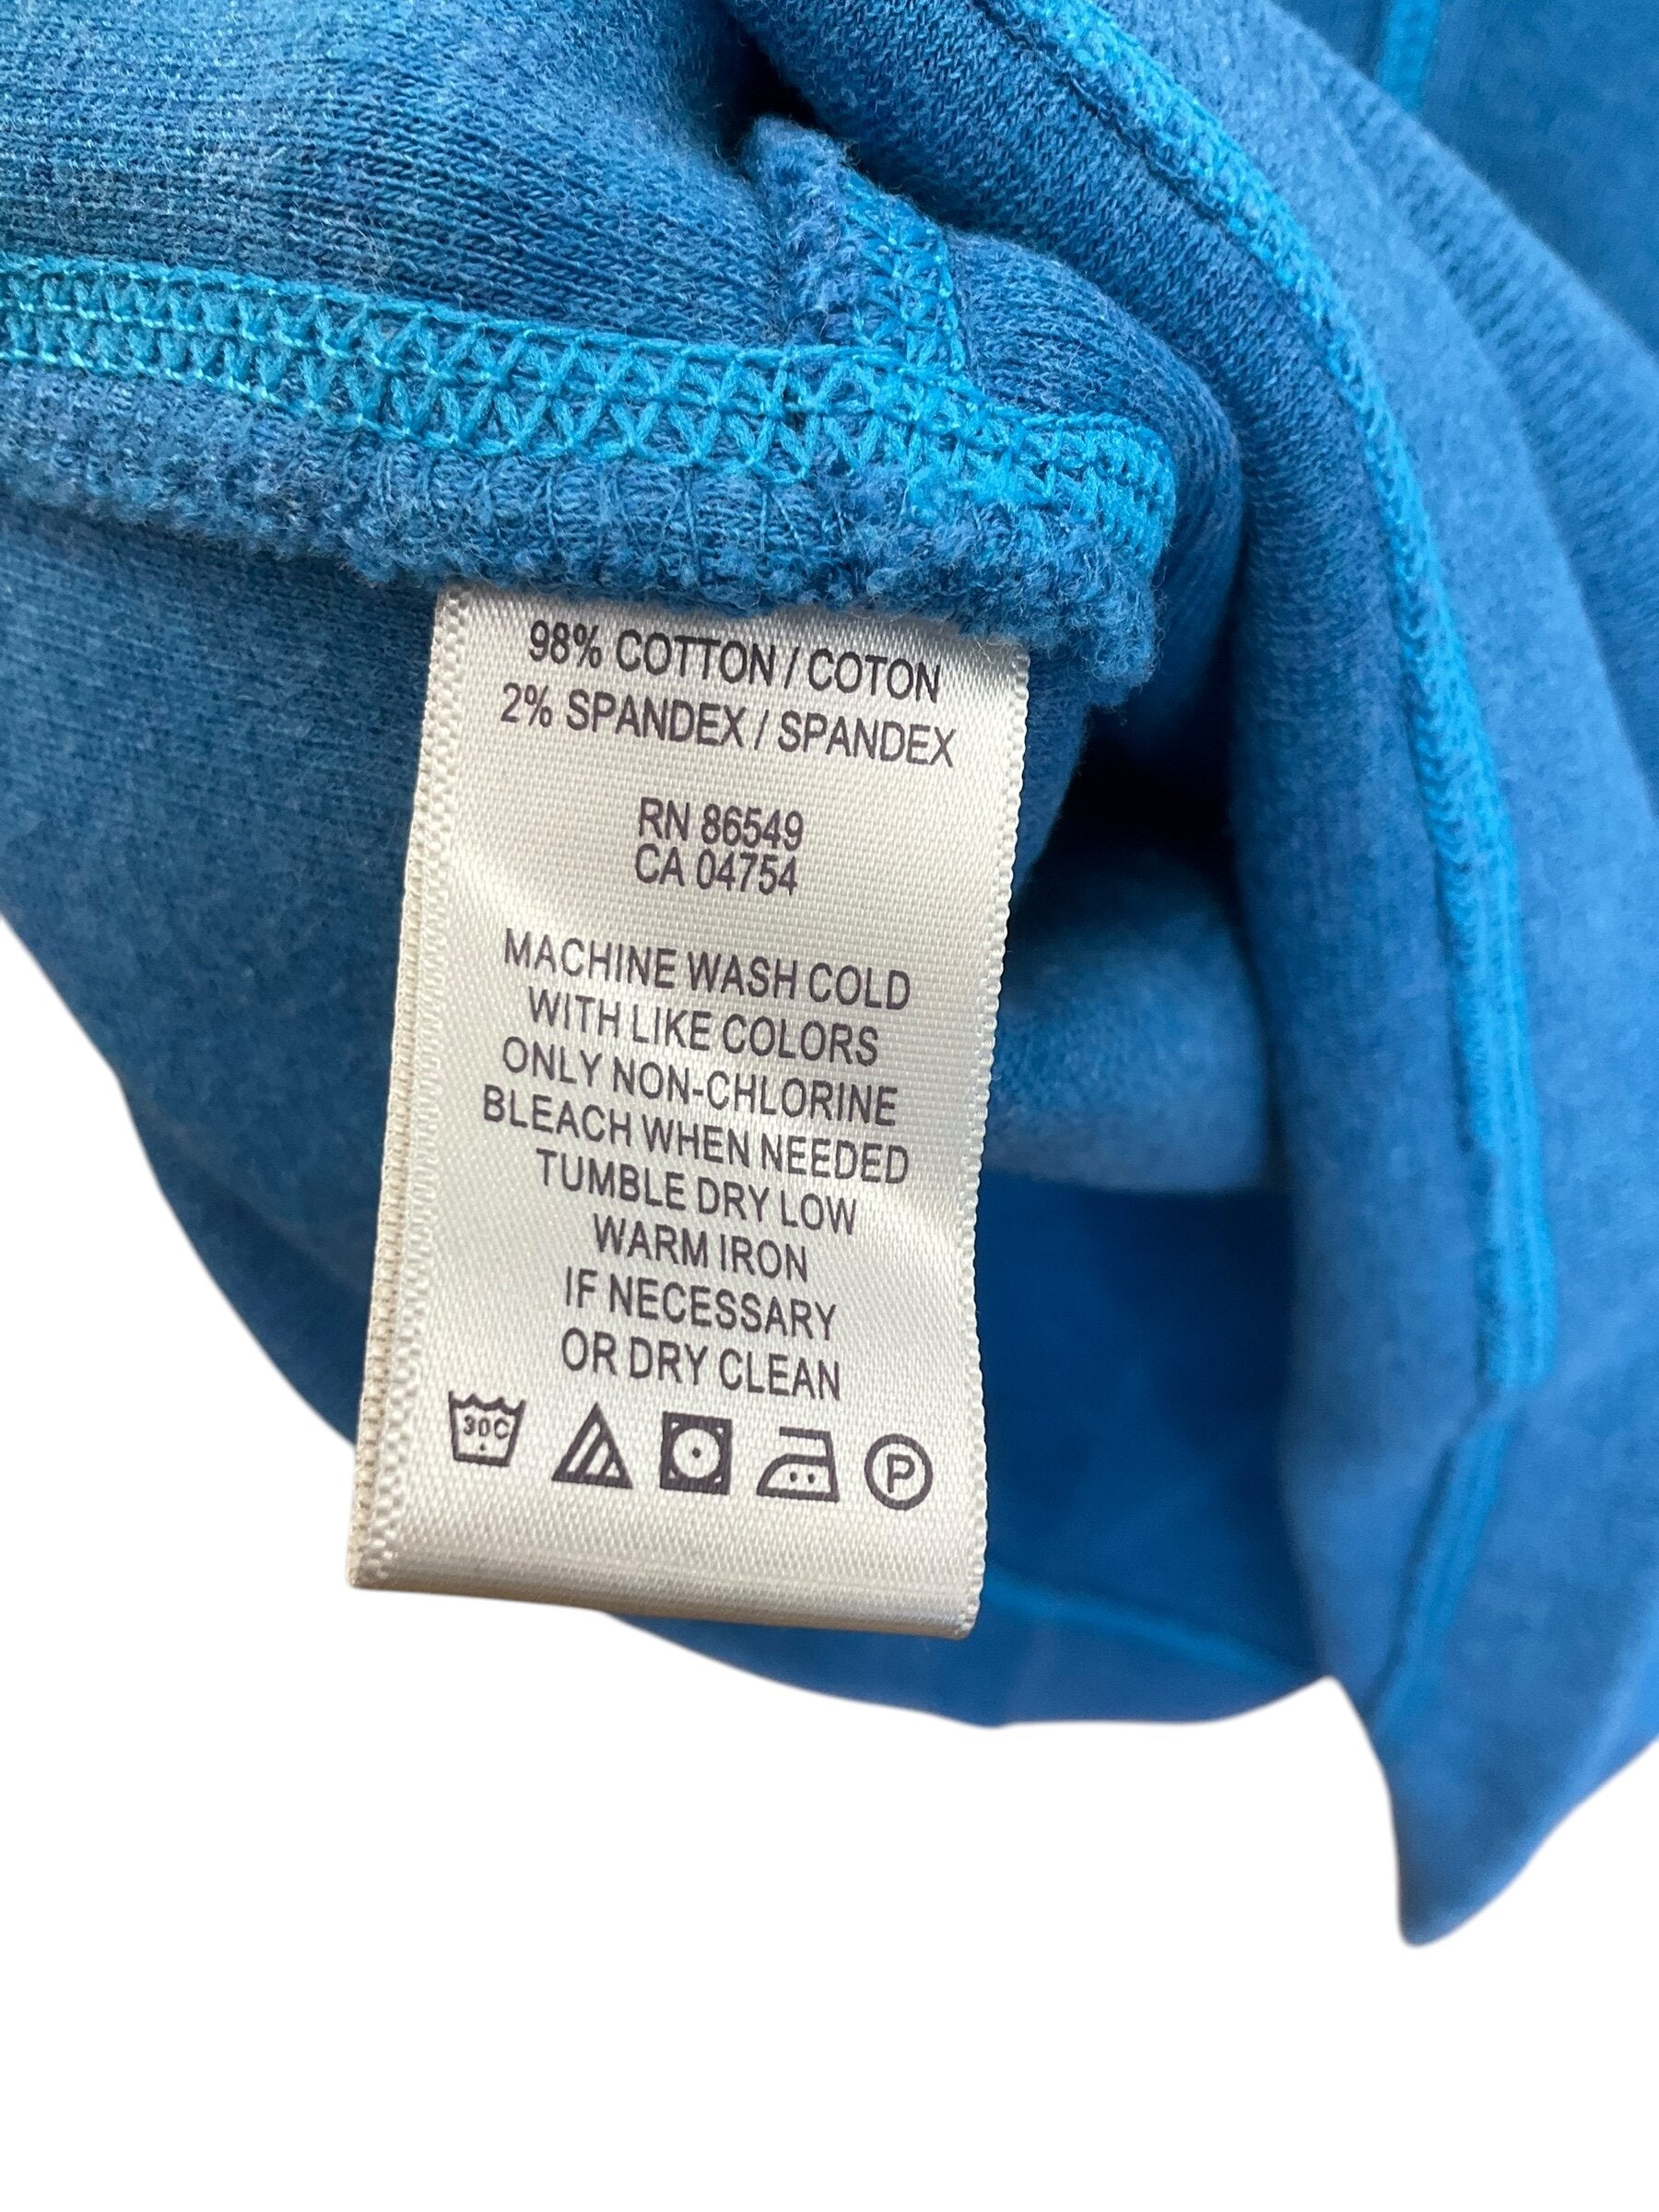 98% COTTON / COTON
2% SPANDEX / SPANDEX
RN 86549
CA 04754
MACHINE WASH COLD
WITH LIKE COLORS
ONLY NON-CHLORINE
BLEACH WHEN NEEDED
TUMBLE DRY LOW
WARM IRON
IF NECESSARY
OR DRY CLEAN
30C P